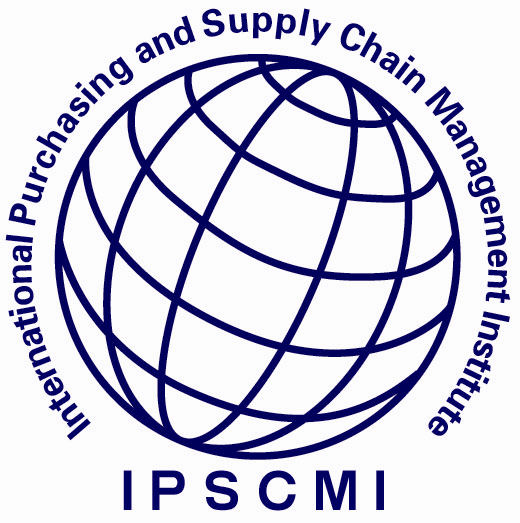 International Purchasing and Supply Chain Management Institute
IPSCMI